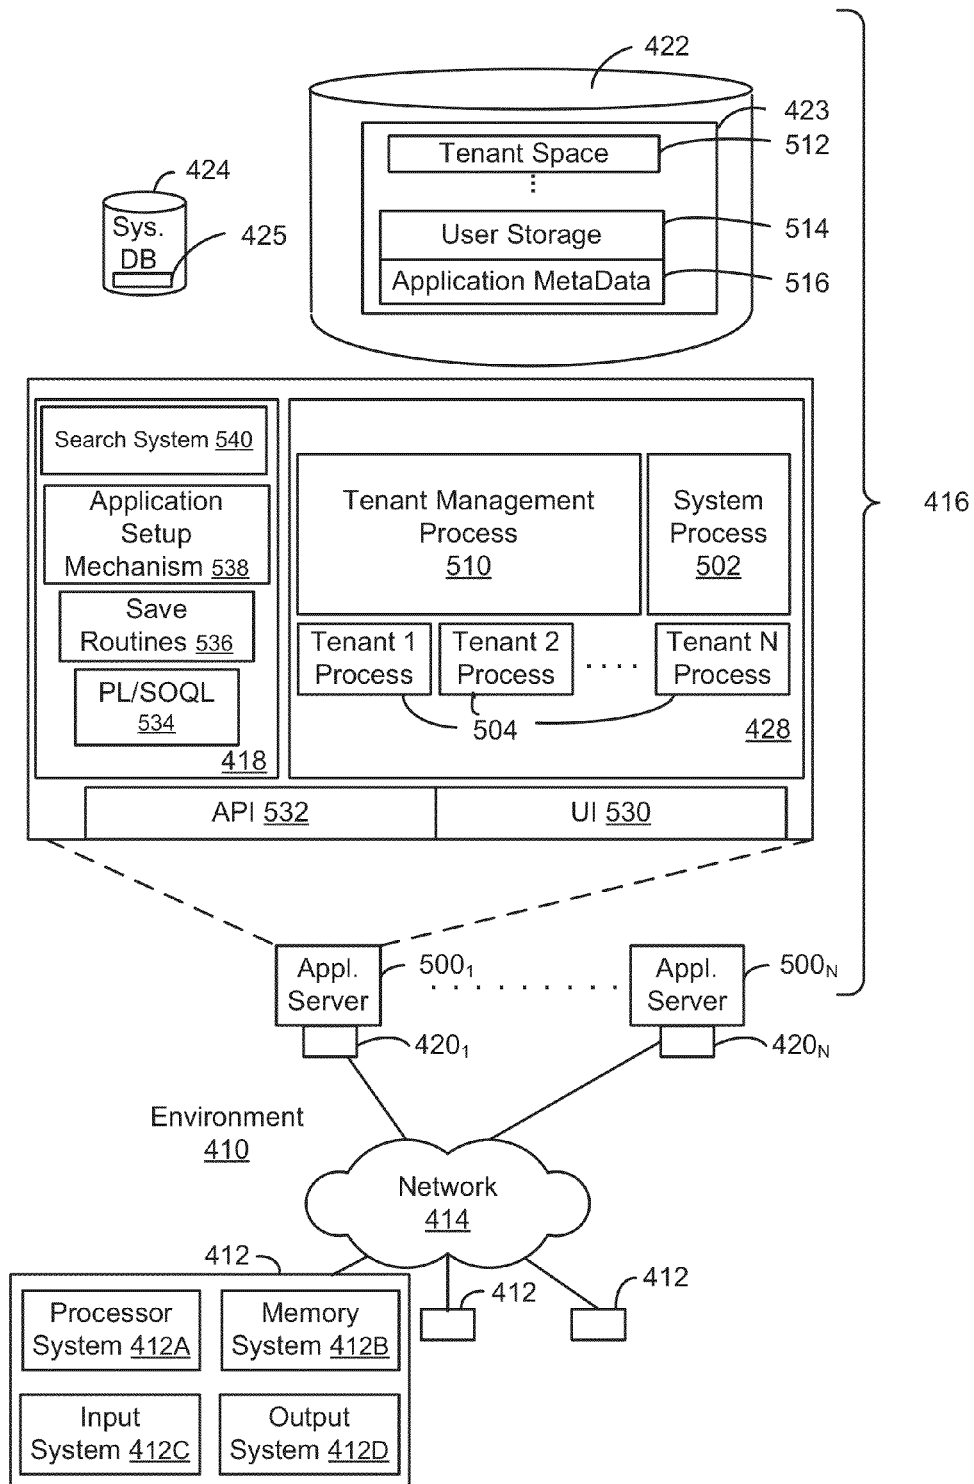 422
423
Tenant Space
512
424
Sys.
DB
425
User Storage
514
Application MetaData
516
Search System 540
Application
Setup
Mechanism 538
Save
Routines 536
PL/SOQL
534
418
Tenant Management
Process
510
System
Process
502
Tenant 1
Process
Tenant 2
Process
Tenant N
Process
504
428
416
API 532
UI 530
Appl.
Server
500₁
Appl.
Server
500N
420₁
420N
Environment
410
Network
414
412
412
412
Processor
System 412A
Memory
System 412B
Input
System 412C
Output
System 412D